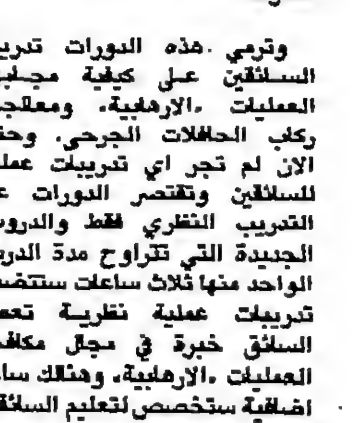 وترمي هذه الدورات تدريب
السائقين على كيفية مجابهة
العمليات «الارهابية» ومعالجة
ركاب الحافلات الجرحى. وحتى
الان لم تجر اي تدريبات عملية
للسائقين وتقتصر الدورات على
التدريب النظري فقط والدروس
الجديدة التي تتراوح مدة الدرس
الواحد منها ثلاث ساعات ستتضمن
تدريبات عملية نظرية تعطي
السائق خبرة في مجال مكافحة
العمليات «الارهابية» وهنالك ساعات
اضافية ستخصص لتعليم السائقين